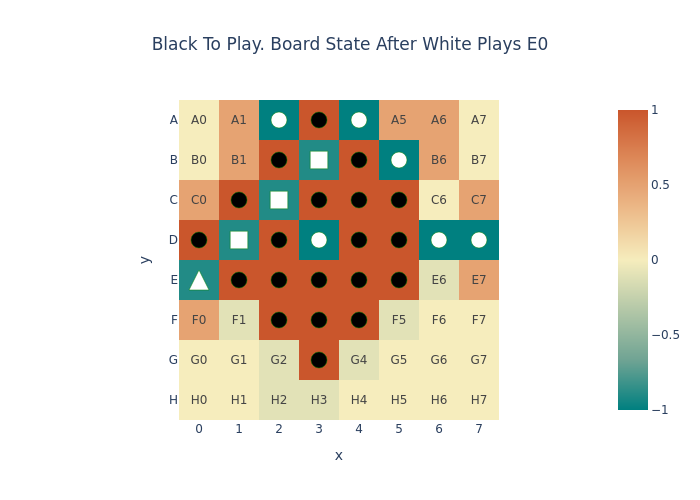 Black To Play. Board State After White Plays E0
A A0 A1 A5 A6 A7
B B0 B1 B6 B7
C C0 C6 C7
D
E E6 E7
F F0 F1 F5 F6 F7
G G0 G1 G2 G4 G5 G6 G7
H H0 H1 H2 H3 H4 H5 H6 H7
0 1 2 3 4 5 6 7
x
y
1
0.5
0
−0.5
−1